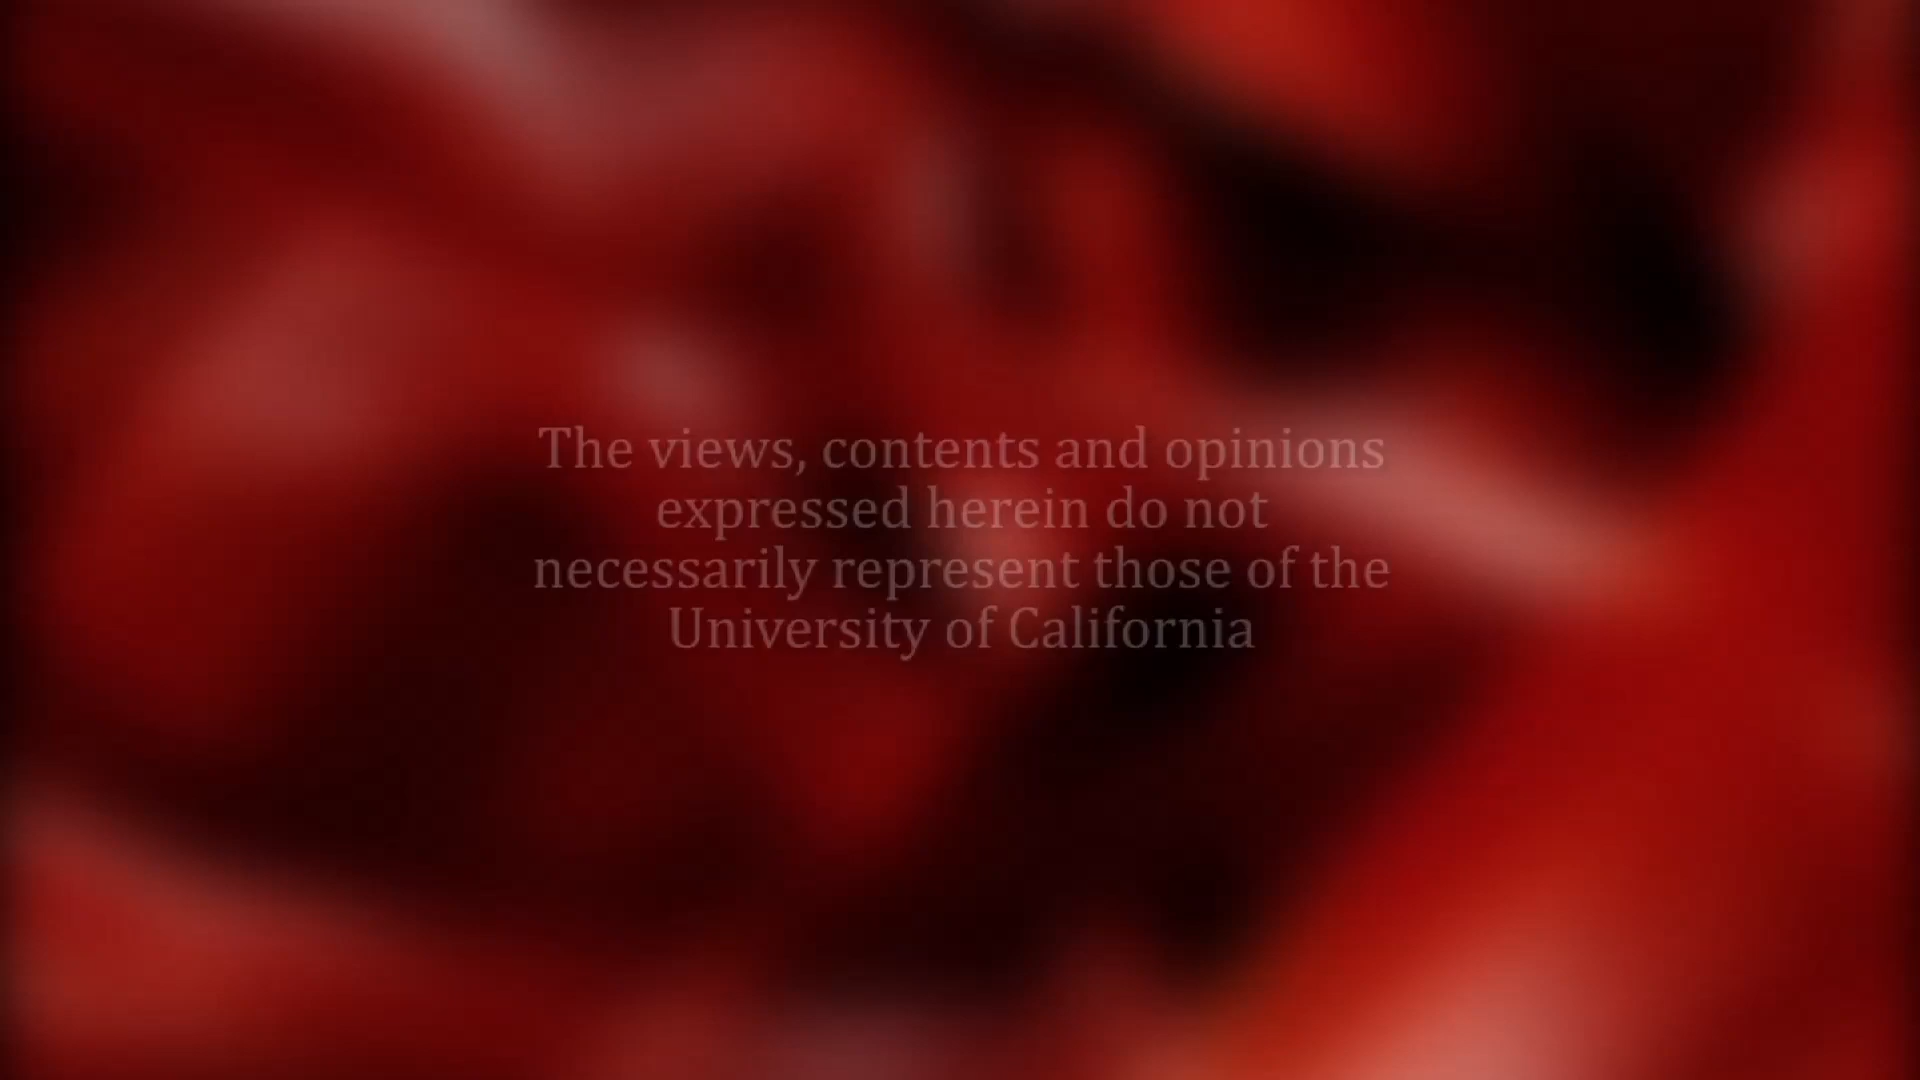 The views, contents and opinions
expressed herein do not
necessarily represent those of the
University of California